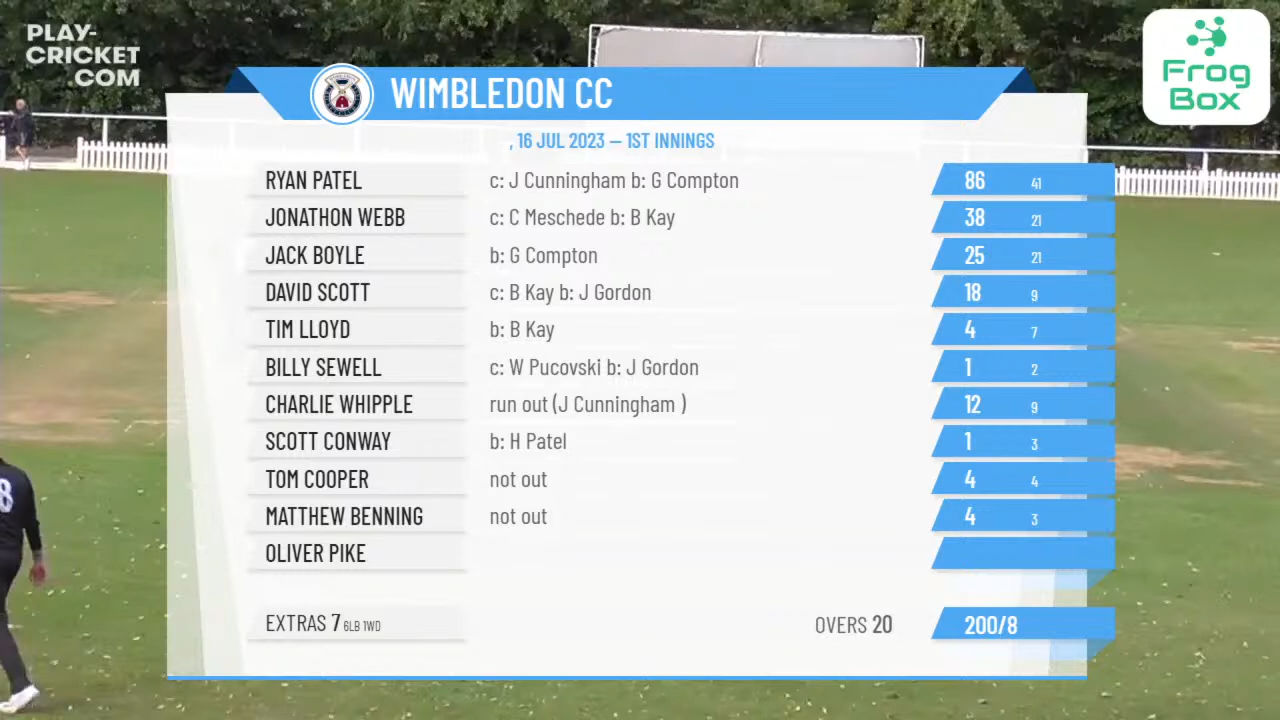 PLAY-
CRICKET
.COM
Frog
Box
WIMBLEDON CC
, 16 JUL 2023 – 1ST INNINGS
RYAN PATEL c: J Cunningham b: G Compton 86 41
JONATHON WEBB c: C Meschede b: B Kay 38 21
JACK BOYLE b: G Compton 25 21
DAVID SCOTT c: B Kay b: J Gordon 18 9
TIM LLOYD b: B Kay 4 7
BILLY SEWELL c: W Pucovski b: J Gordon 1 2
CHARLIE WHIPPLE run out (J Cunningham ) 12 9
SCOTT CONWAY b: H Patel 1 3
TOM COOPER not out 4 4
MATTHEW BENNING not out 4 3
OLIVER PIKE
EXTRAS 7 6LB 1WD OVERS 20 200/8
8